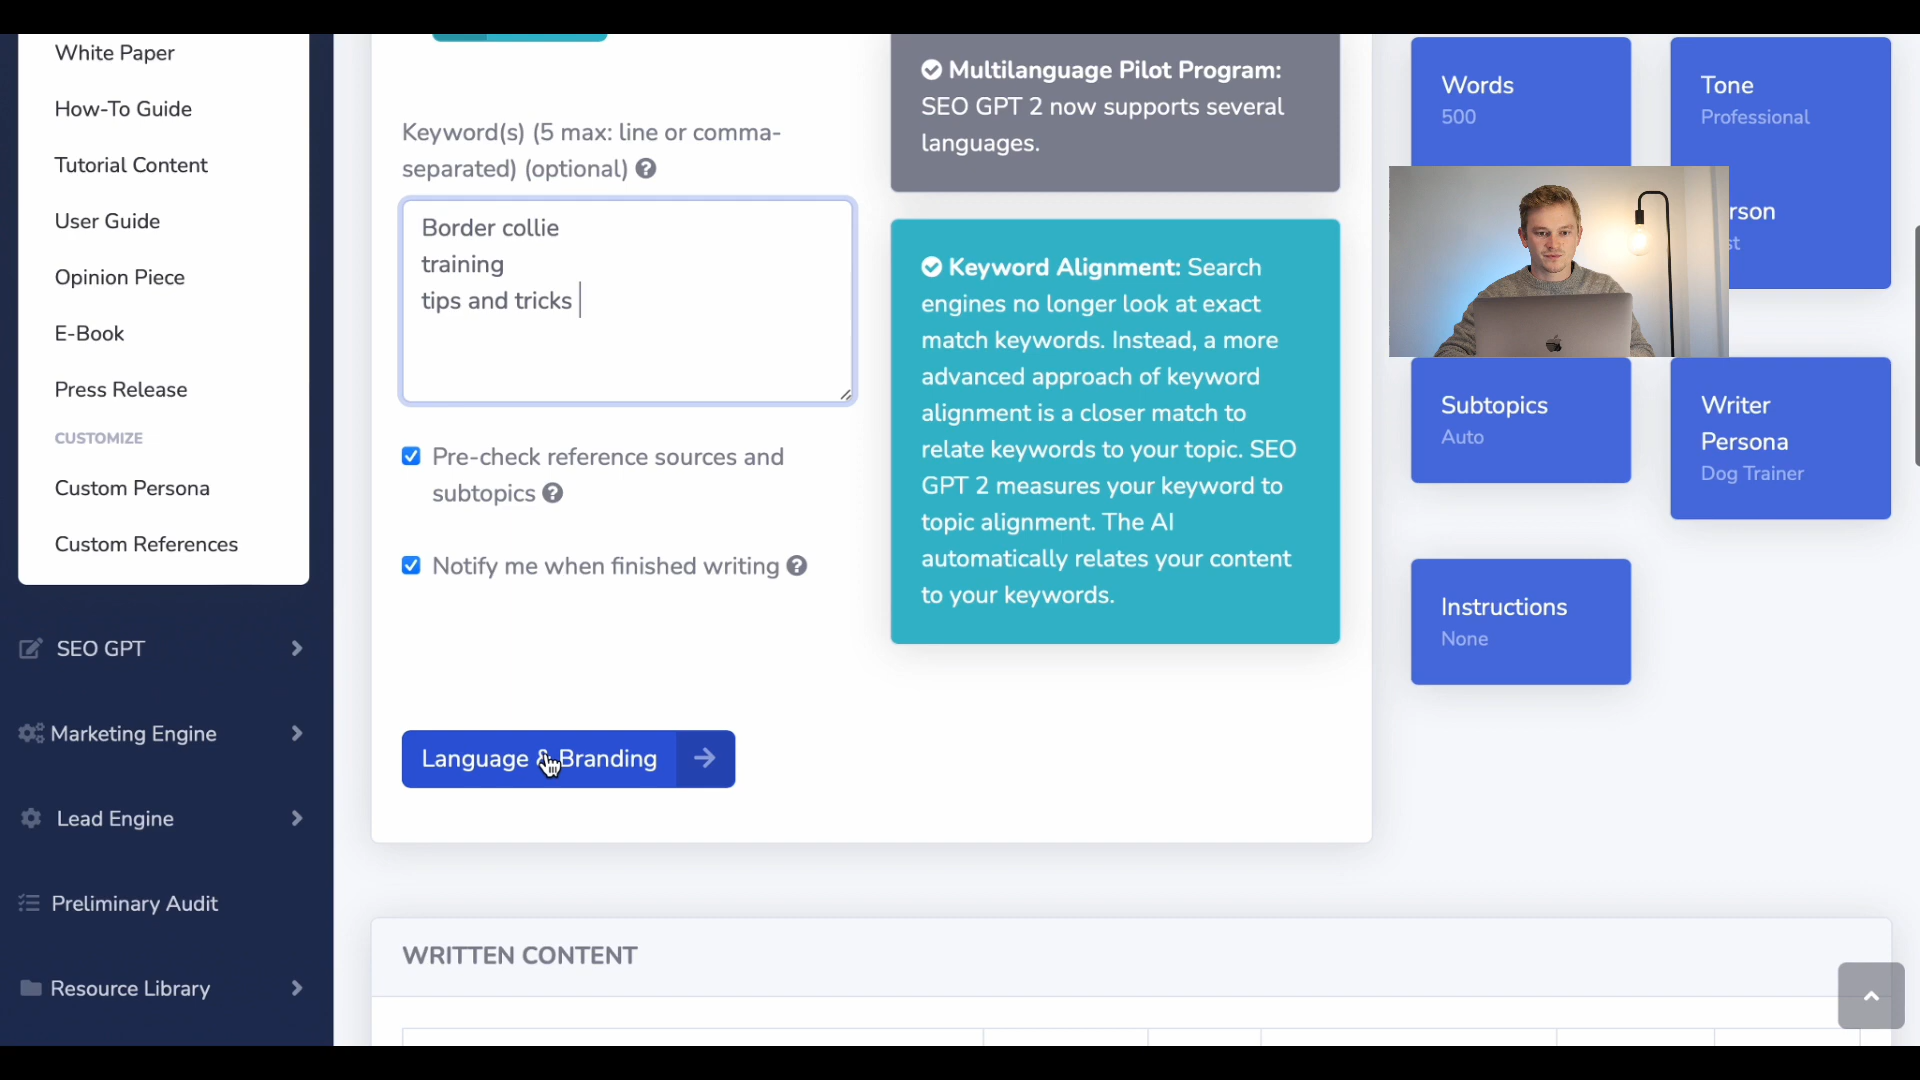 White Paper
How-To Guide
Tutorial Content
User Guide
Opinion Piece
E-Book
Press Release
CUSTOMIZE
Custom Persona
Custom References
SEO GPT
Marketing Engine
Lead Engine
Preliminary Audit
Resource Library
Keyword(s) (5 max: line or comma-
separated) (optional)
Border collie
training
tips and tricks
Pre-check reference sources and
subtopics
Notify me when finished writing
Language & Branding
Multilanguage Pilot Program:
SEO GPT 2 now supports several
languages.
Keyword Alignment: Search
engines no longer look at exact
match keywords. Instead, a more
advanced approach of keyword
alignment is a closer match to
relate keywords to your topic. SEO
GPT 2 measures your keyword to
topic alignment. The AI
automatically relates your content
to your keywords.
Words
500
Tone
Professional
rson
st
Subtopics
Auto
Writer
Persona
Dog Trainer
Instructions
None
WRITTEN CONTENT